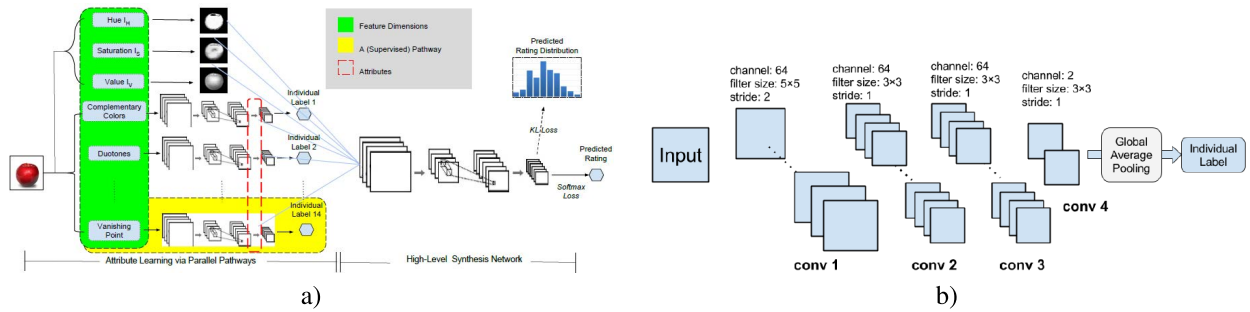 Hue I_H
Saturation I_S
Value I_V
Complementary
Colors
Duotones
Vanishing
Point
Individual
Label 1
Individual
Label 2
Individual
Label 14
Feature Dimensions
A (Supervised) Pathway
Attributes
Predicted
Rating Distribution
KL Loss
Predicted
Rating
Softmax
Loss
Attribute Learning via Parallel Pathways
High-Level Synthesis Network
a)
Input
channel: 64
filter size: 5×5
stride: 2
conv 1
channel: 64
filter size: 3×3
stride: 1
conv 2
channel: 64
filter size: 3×3
stride: 1
conv 3
channel: 2
filter size: 3×3
stride: 1
conv 4
Global
Average
Pooling
Individual
Label
b)